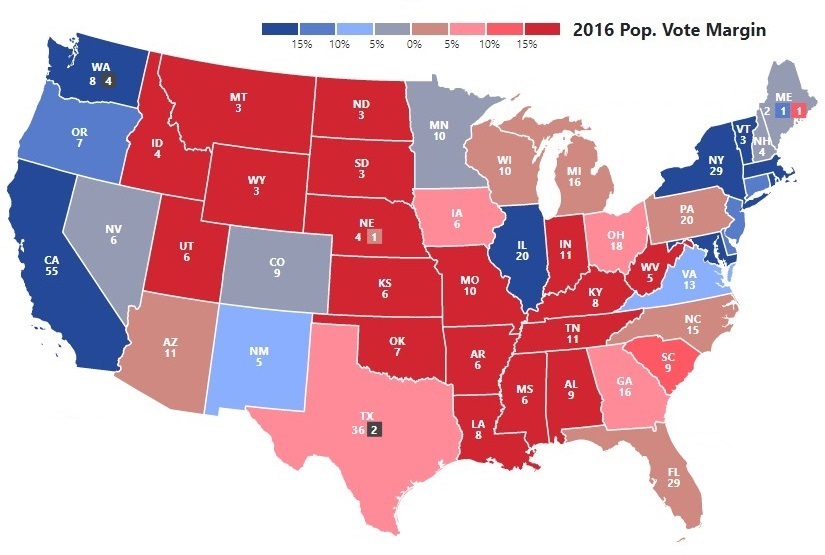 2016 Pop. Vote Margin
15% 10% 5% 0% 5% 10% 15%
WA
8 4
OR
7
CA
55
NV
6
ID
4
MT
3
WY
3
UT
6
CO
9
AZ
11
NM
5
ND
3
SD
3
NE
4 1
KS
6
OK
7
TX
36 2
MN
10
IA
6
MO
10
AR
6
LA
8
WI
10
IL
20
MI
16
IN
11
OH
18
KY
8
TN
11
MS
6
AL
9
GA
16
FL
29
SC
9
NC
15
VA
13
WV
5
PA
20
NY
29
VT
3
NH
4
ME
2 1 1